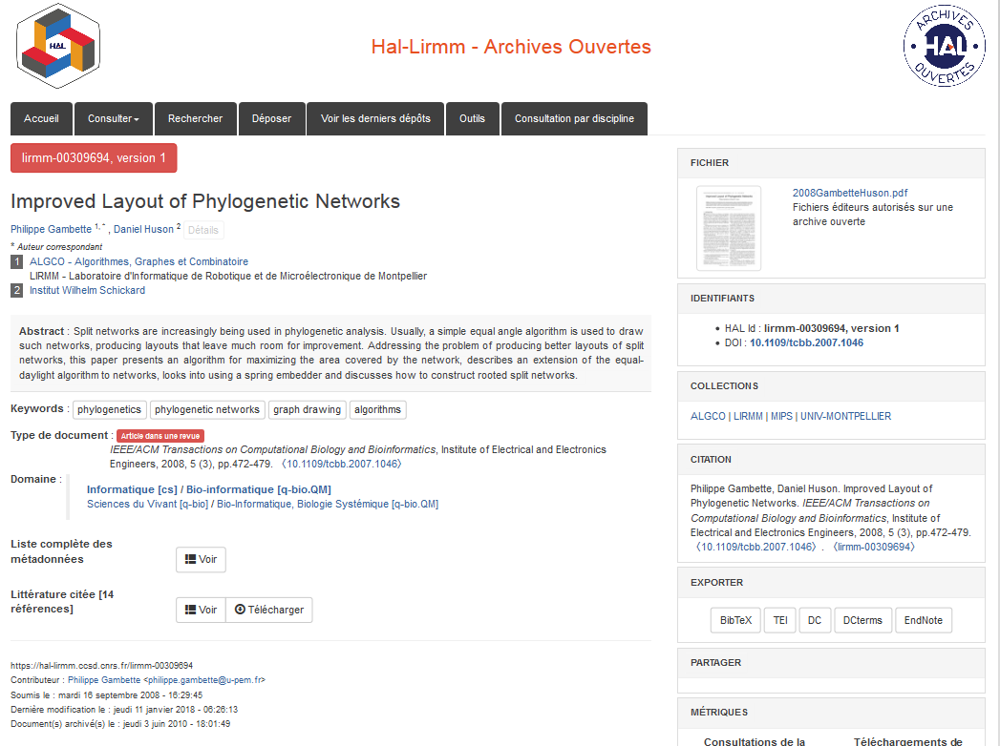 HAL
Hal-Lirmm - Archives Ouvertes
ARCHIVES
HAL
OUVERTES
Accueil
Consulter
Rechercher
Déposer
Voir les derniers dépôts
Outils
Consultation par discipline
lirmm-00309694, version 1
Improved Layout of Phylogenetic Networks
Philippe Gambette 1, * , Daniel Huson 2 Détails
* Auteur correspondant
1 ALGCO - Algorithmes, Graphes et Combinatoire
LIRMM - Laboratoire d'Informatique de Robotique et de Microélectronique de Montpellier
2 Institut Wilhelm Schickard
Abstract : Split networks are increasingly being used in phylogenetic analysis. Usually, a simple equal angle algorithm is used to draw
such networks, producing layouts that leave much room for improvement. Addressing the problem of producing better layouts of split
networks, this paper presents an algorithm for maximizing the area covered by the network, describes an extension of the equal-
daylight algorithm to networks, looks into using a spring embedder and discusses how to construct rooted split networks.
Keywords : phylogenetics phylogenetic networks graph drawing algorithms
Type de document : Article dans une revue
IEEE/ACM Transactions on Computational Biology and Bioinformatics, Institute of Electrical and Electronics
Engineers, 2008, 5 (3), pp.472-479. 〈10.1109/tcbb.2007.1046〉
Domaine :
Informatique [cs] / Bio-informatique [q-bio.QM]
Sciences du Vivant [q-bio] / Bio-Informatique, Biologie Systémique [q-bio.QM]
Liste complète des
métadonnées
Voir
Littérature citée [14
références]
Voir Télécharger
https://hal-lirmm.ccsd.cnrs.fr/lirmm-00309694
Contributeur : Philippe Gambette <philippe.gambette@u-pem.fr>
Soumis le : mardi 16 septembre 2008 - 16:29:45
Dernière modification le : jeudi 11 janvier 2018 - 06:26:13
Document(s) archivé(s) le : jeudi 3 juin 2010 - 18:01:49
FICHIER
2008GambetteHuson.pdf
Fichiers éditeurs autorisés sur une
archive ouverte
IDENTIFIANTS
• HAL Id : lirmm-00309694, version 1
• DOI : 10.1109/tcbb.2007.1046
COLLECTIONS
ALGCO | LIRMM | MIPS | UNIV-MONTPELLIER
CITATION
Philippe Gambette, Daniel Huson. Improved Layout of
Phylogenetic Networks. IEEE/ACM Transactions on
Computational Biology and Bioinformatics, Institute of
Electrical and Electronics Engineers, 2008, 5 (3), pp.472-479.
〈10.1109/tcbb.2007.1046〉. 〈lirmm-00309694〉
EXPORTER
BibTeX TEI DC DCterms EndNote
PARTAGER
MÉTRIQUES
Consultations de la
Téléchargements de